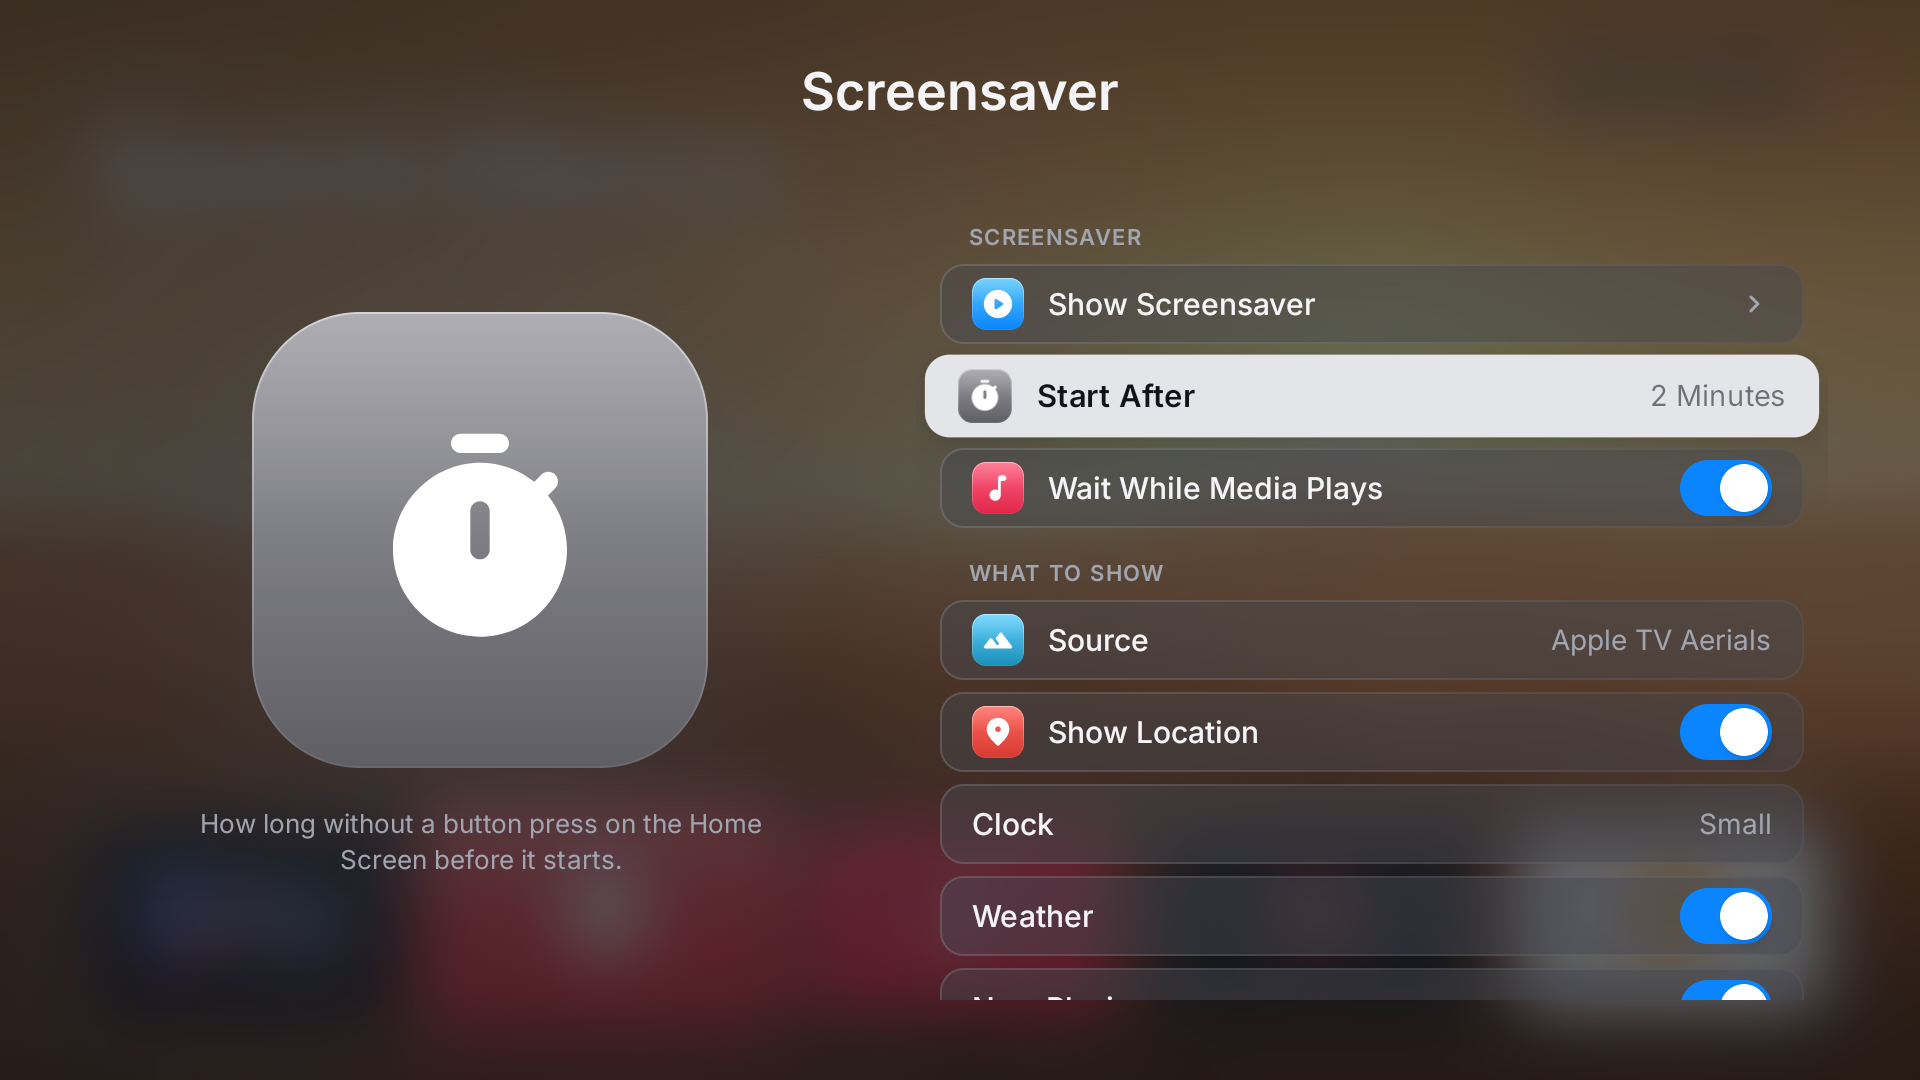 Screensaver
SCREENSAVER
Show Screensaver
Start After
2 Minutes
Wait While Media Plays
WHAT TO SHOW
Source
Apple TV Aerials
Show Location
Clock
Small
Weather
How long without a button press on the Home
Screen before it starts.